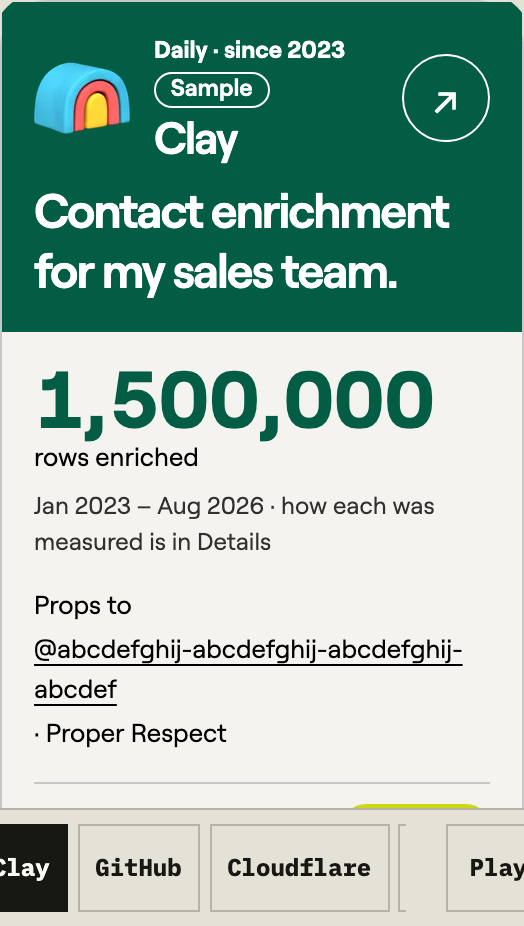 Daily · since 2023
Sample
Clay
Contact enrichment
for my sales team.
1,500,000
rows enriched
Jan 2023 – Aug 2026 · how each was
measured is in Details
Props to
@abcdefghij-abcdefghij-abcdefghij-
abcdef
· Proper Respect
Clay GitHub Cloudflare Play